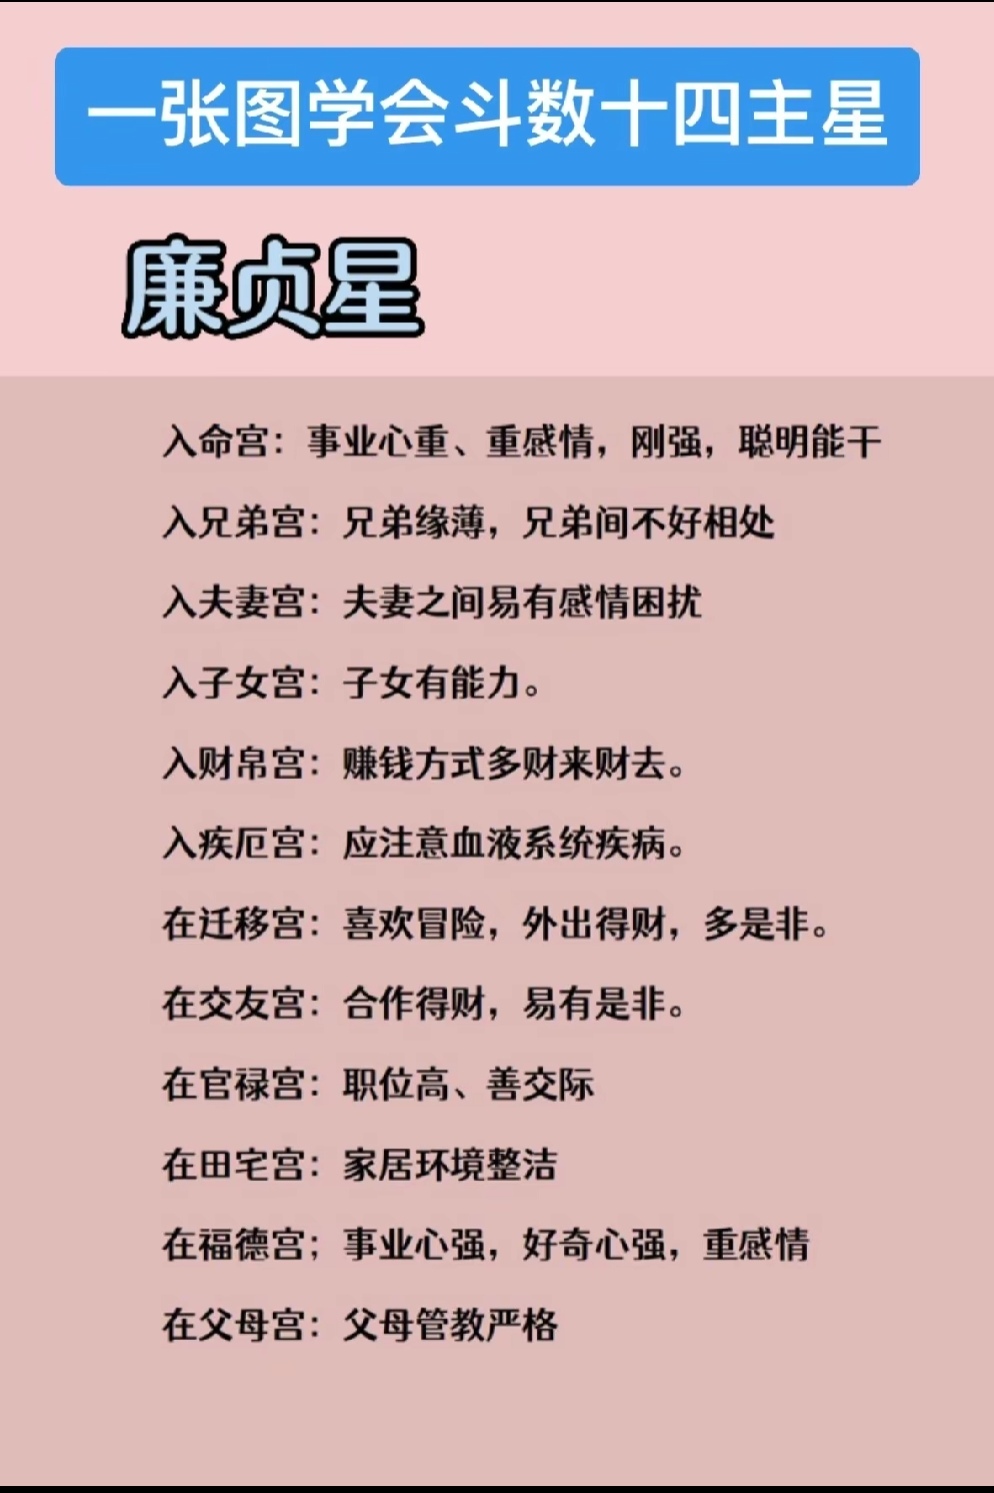 一张图学会斗数十四主星
廉贞星
入命宫：事业心重、重感情，刚强，聪明能干
入兄弟宫：兄弟缘薄，兄弟间不好相处
入夫妻宫：夫妻之间易有感情困扰
入子女宫：子女有能力。
入财帛宫：赚钱方式多财来财去。
入疾厄宫：应注意血液系统疾病。
在迁移宫：喜欢冒险，外出得财，多是非。
在交友宫：合作得财，易有是非。
在官禄宫：职位高、善交际
在田宅宫：家居环境整洁
在福德宫；事业心强，好奇心强，重感情
在父母宫：父母管教严格